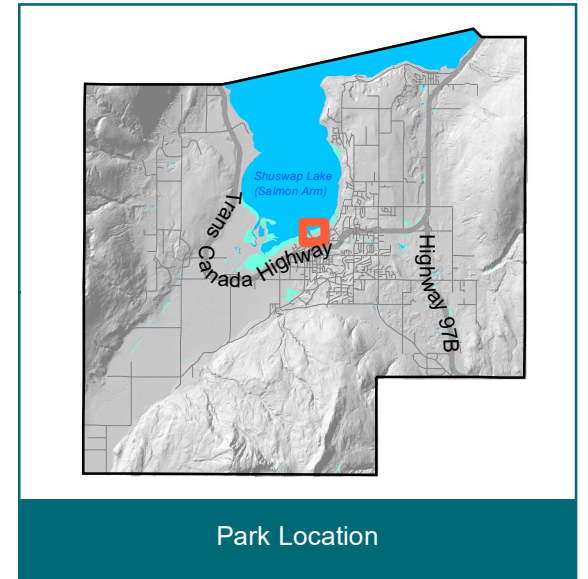 Shuswap Lake
(Salmon Arm)
Trans Canada Highway
Highway 97B
Park Location